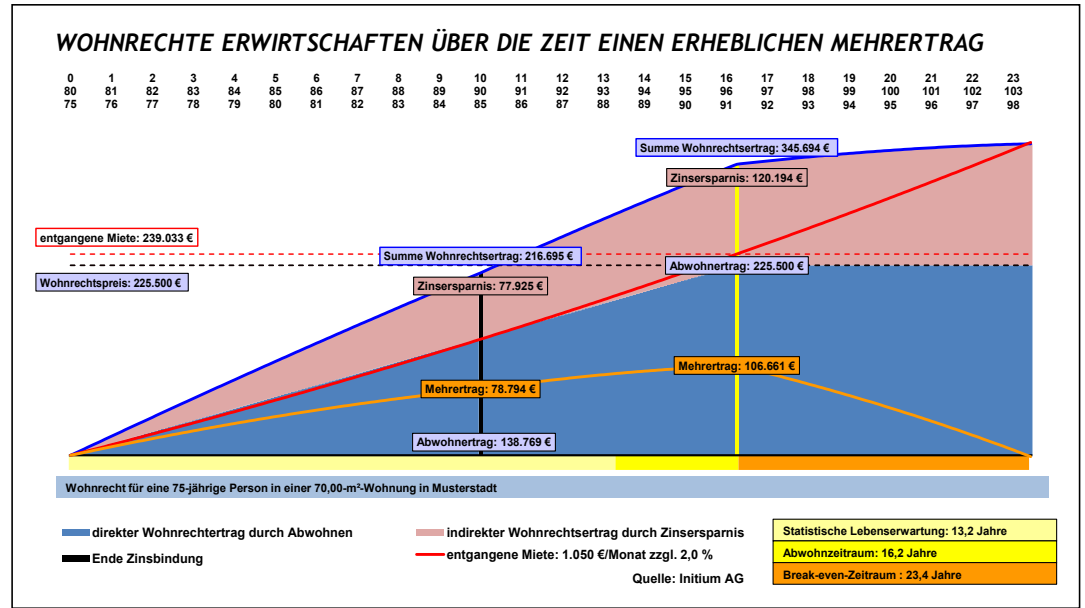 WOHNRECHTE ERWIRTSCHAFTEN ÜBER DIE ZEIT EINEN ERHEBLICHEN MEHRERTRAG
0 1 2 3 4 5 6 7 8 9 10 11 12 13 14 15 16 17 18 19 20 21 22 23
80 81 82 83 84 85 86 87 88 89 90 91 92 93 94 95 96 97 98 99 100 101 102 103
75 76 77 78 79 80 81 82 83 84 85 86 87 88 89 90 91 92 93 94 95 96 97 98
Summe Wohnrechtsertrag: 345.694 €
Zinsersparnis: 120.194 €
entgangene Miete: 239.033 €
Summe Wohnrechtsertrag: 216.695 €
Abwohnertrag: 225.500 €
Wohnrechtspreis: 225.500 €
Zinsersparnis: 77.925 €
Mehrertrag: 106.661 €
Mehrertrag: 78.794 €
Abwohnertrag: 138.769 €
Wohnrecht für eine 75-jährige Person in einer 70,00-m²-Wohnung in Musterstadt
direkter Wohnrechtertrag durch Abwohnen
indirekter Wohnrechtsertrag durch Zinsersparnis
Ende Zinsbindung
entgangene Miete: 1.050 €/Monat zzgl. 2,0 %
Quelle: Initium AG
Statistische Lebenserwartung: 13,2 Jahre
Abwohnzeitraum: 16,2 Jahre
Break-even-Zeitraum : 23,4 Jahre